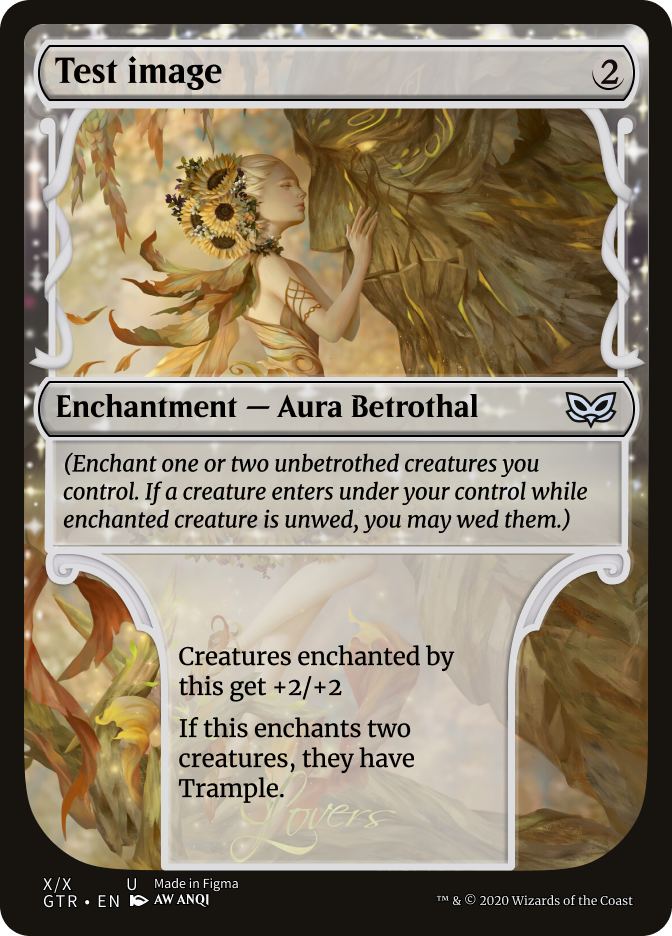 Test image
2
Enchantment — Aura Betrothal
(Enchant one or two unbetrothed creatures you
control. If a creature enters under your control while
enchanted creature is unwed, you may wed them.)
Creatures enchanted by
this get +2/+2
If this enchants two
creatures, they have
Trample.
Lovers
X/X U Made in Figma
GTR • EN AW ANQI
™ & © 2020 Wizards of the Coast